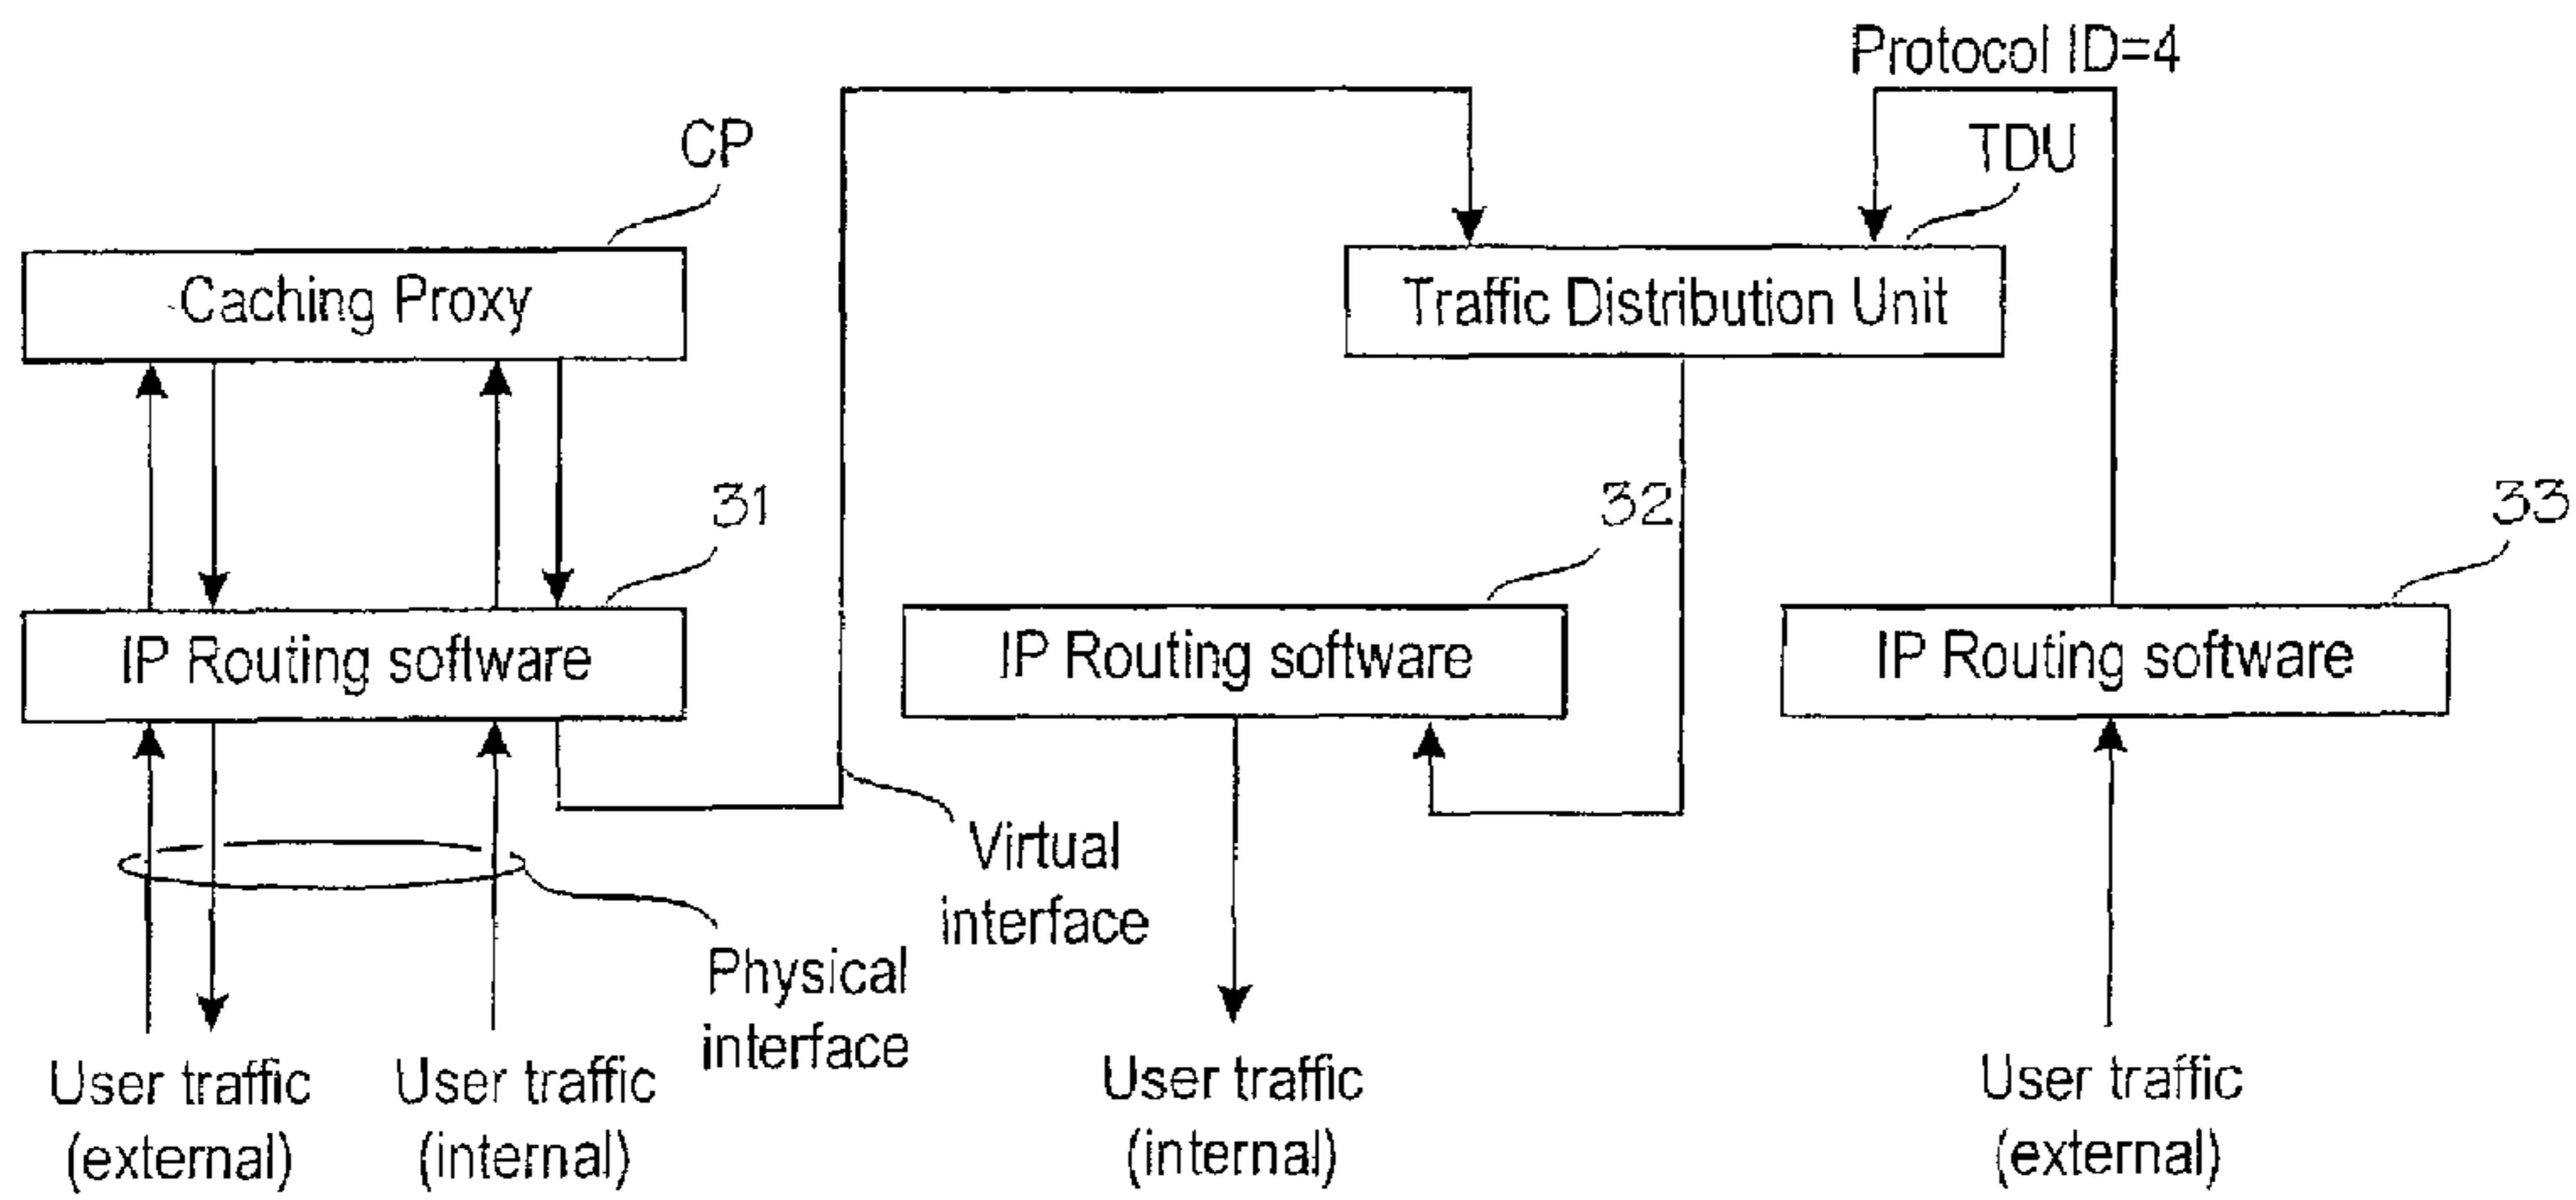 Protocol ID=4
CP
TDU
Caching Proxy
Traffic Distribution Unit
31
32
33
IP Routing software
IP Routing software
IP Routing software
Virtual
interface
Physical
interface
User traffic
(external)
User traffic
(internal)
User traffic
(internal)
User traffic
(external)